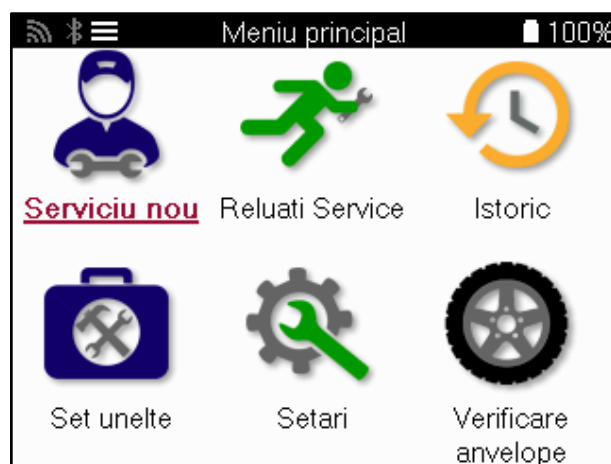 Meniu principal 100%
Serviciu nou Reluati Service Istoric
Set unelte Setari Verificare
anvelope